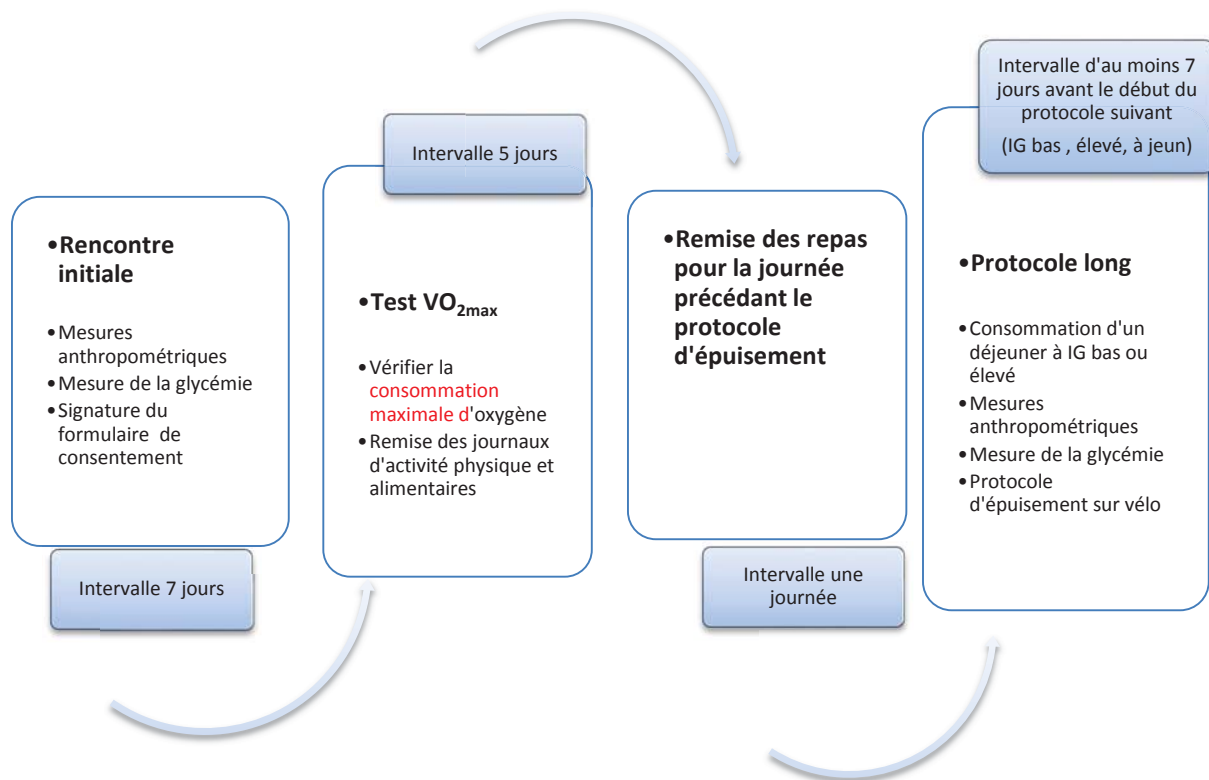 •Rencontre
initiale
•Mesures
anthropométriques
•Mesure de la glycémie
•Signature du
formulaire de
consentement
Intervalle 7 jours
Intervalle 5 jours
•Test VO2max
•Vérifier la
consommation
maximale d'oxygène
•Remise des journaux
d'activité physique et
alimentaires
•Remise des repas
pour la journée
précédant le
protocole
d'épuisement
Intervalle une
journée
Intervalle d'au moins 7
jours avant le début du
protocole suivant
(IG bas , élevé, à jeun)
•Protocole long
•Consommation d'un
déjeuner à IG bas ou
élevé
•Mesures
anthropométriques
•Mesure de la glycémie
•Protocole
d'épuisement sur vélo